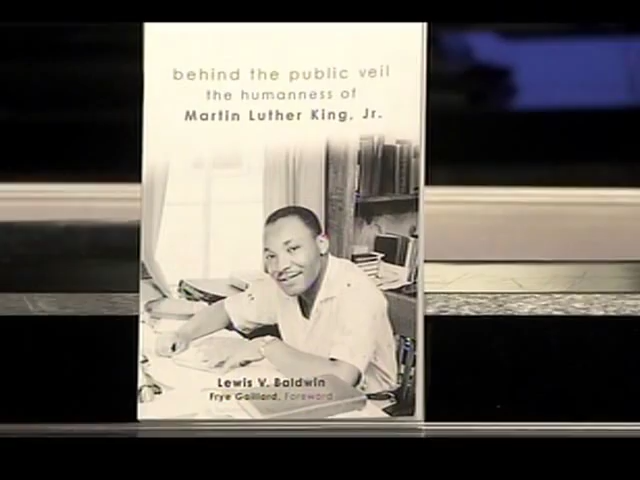 behind the public veil
the humanness of
Martin Luther King, Jr.
Lewis V. Baldwin
Frye Gaillard, Foreword